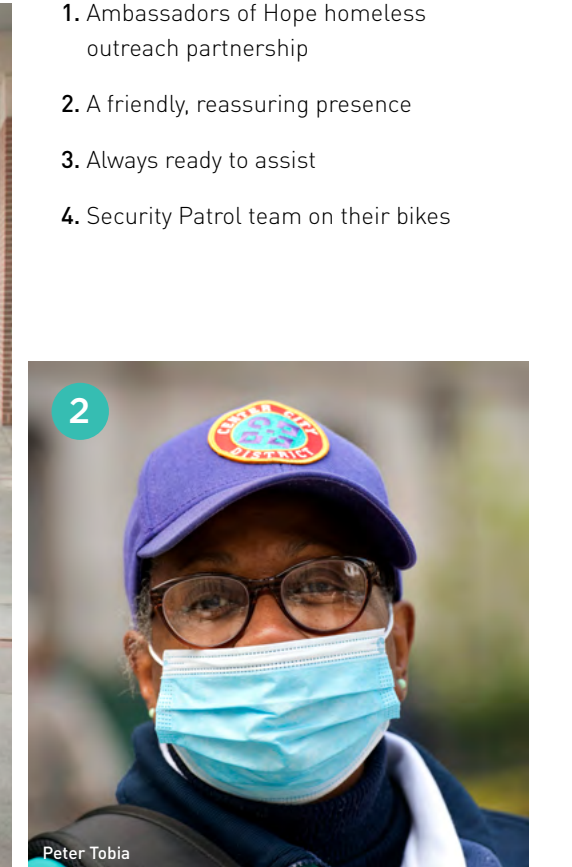 1. Ambassadors of Hope homeless
outreach partnership
2. A friendly, reassuring presence
3. Always ready to assist
4. Security Patrol team on their bikes
2
CENTER CITY
DISTRICT
Peter Tobia